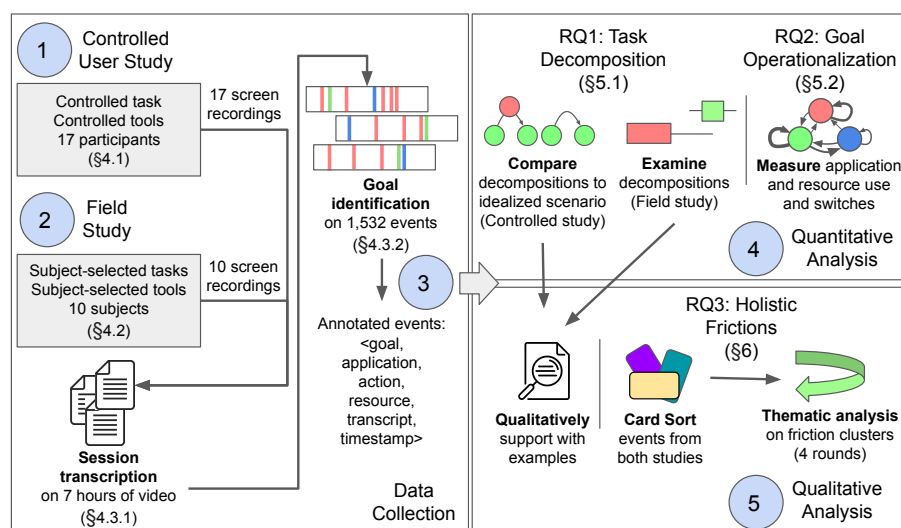 1
Controlled
User Study
Controlled task
Controlled tools
17 participants
(§4.1)
17 screen
recordings
2
Field
Study
Subject-selected tasks
Subject-selected tools
10 subjects
(§4.2)
10 screen
recordings
Session
transcription
on 7 hours of video
(§4.3.1)
Goal
identification
on 1,532 events
(§4.3.2)
3
Annotated events:
<goal,
application,
action,
resource,
transcript,
timestamp>
Data
Collection
RQ1: Task
Decomposition
(§5.1)
Compare
decompositions to
idealized scenario
(Controlled study)
Examine
decompositions
(Field study)
RQ2: Goal
Operationalization
(§5.2)
Measure application
and resource use
and switches
4
Quantitative
Analysis
RQ3: Holistic
Frictions
(§6)
Qualitatively
support with
examples
Card Sort
events from
both studies
Thematic analysis
on friction clusters
(4 rounds)
5
Qualitative
Analysis